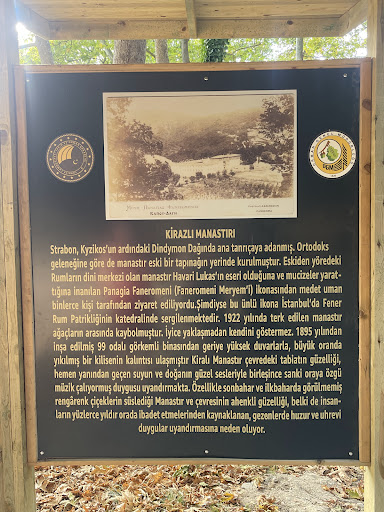 KİRAZLI MANASTIRI
Strabon, Kyzikos'un ardındaki Dindymon Dağında ana tanrıçaya adanmış. Ortodoks
geleneğine göre de manastır eski bir tapınağın yerinde kurulmuştur. Eskiden yöredeki
Rumların dini merkezi olan manastır Havari Lukas'ın eseri olduğuna ve mucizeler yarat-
tığına inanılan Panagia Faneromeni (Faneromeni Meryem'i) ikonasından medet uman
binlerce kişi tarafından ziyaret ediliyordu.Şimdiyse bu ünlü ikona İstanbul'da Fener
Rum Patrikliğinin katedralinde sergilenmektedir. 1922 yılında terk edilen manastır
ağaçların arasında kaybolmuştur. İyice yaklaşmadan kendini göstermez. 1895 yılından
inşa edilmiş 99 odalı görkemli binasından geriye yüksek duvarlarla, büyük oranda
yıkılmış bir kilisenin kalıntısı ulaşmıştır Kiralı Manastır çevredeki tabiatın güzelliği,
hemen yanından geçen suyun ve doğanın güzel sesleriyle birleşince sanki oraya özgü
müzik çalıyormuş duygusu uyandırmakta. Özellikle sonbahar ve ilkbaharda görülmemiş
rengârenk çiçeklerin süslediği Manastır ve çevresinin ahenkli güzelliği, belki de insan-
ların yüzlerce yıldır orada ibadet etmelerinden kaynaklanan, gezenlerde huzur ve uhrevi
duygular uyandırmasına neden oluyor.